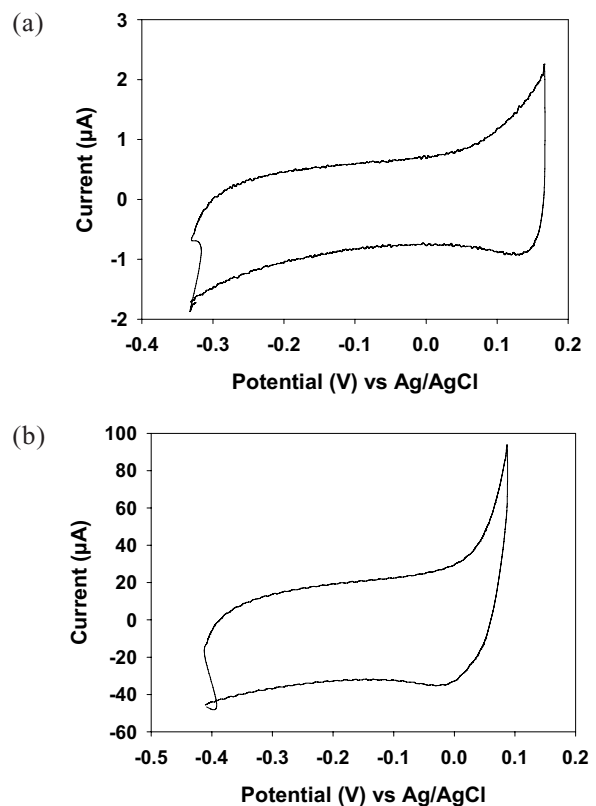 (a)
3
2
1
0
-1
-2
Current (µA)
-0.4 -0.3 -0.2 -0.1 0.0 0.1 0.2
Potential (V) vs Ag/AgCl
(b)
100
80
60
40
20
0
-20
-40
-60
Current (µA)
-0.5 -0.4 -0.3 -0.2 -0.1 0.0 0.1 0.2
Potential (V) vs Ag/AgCl